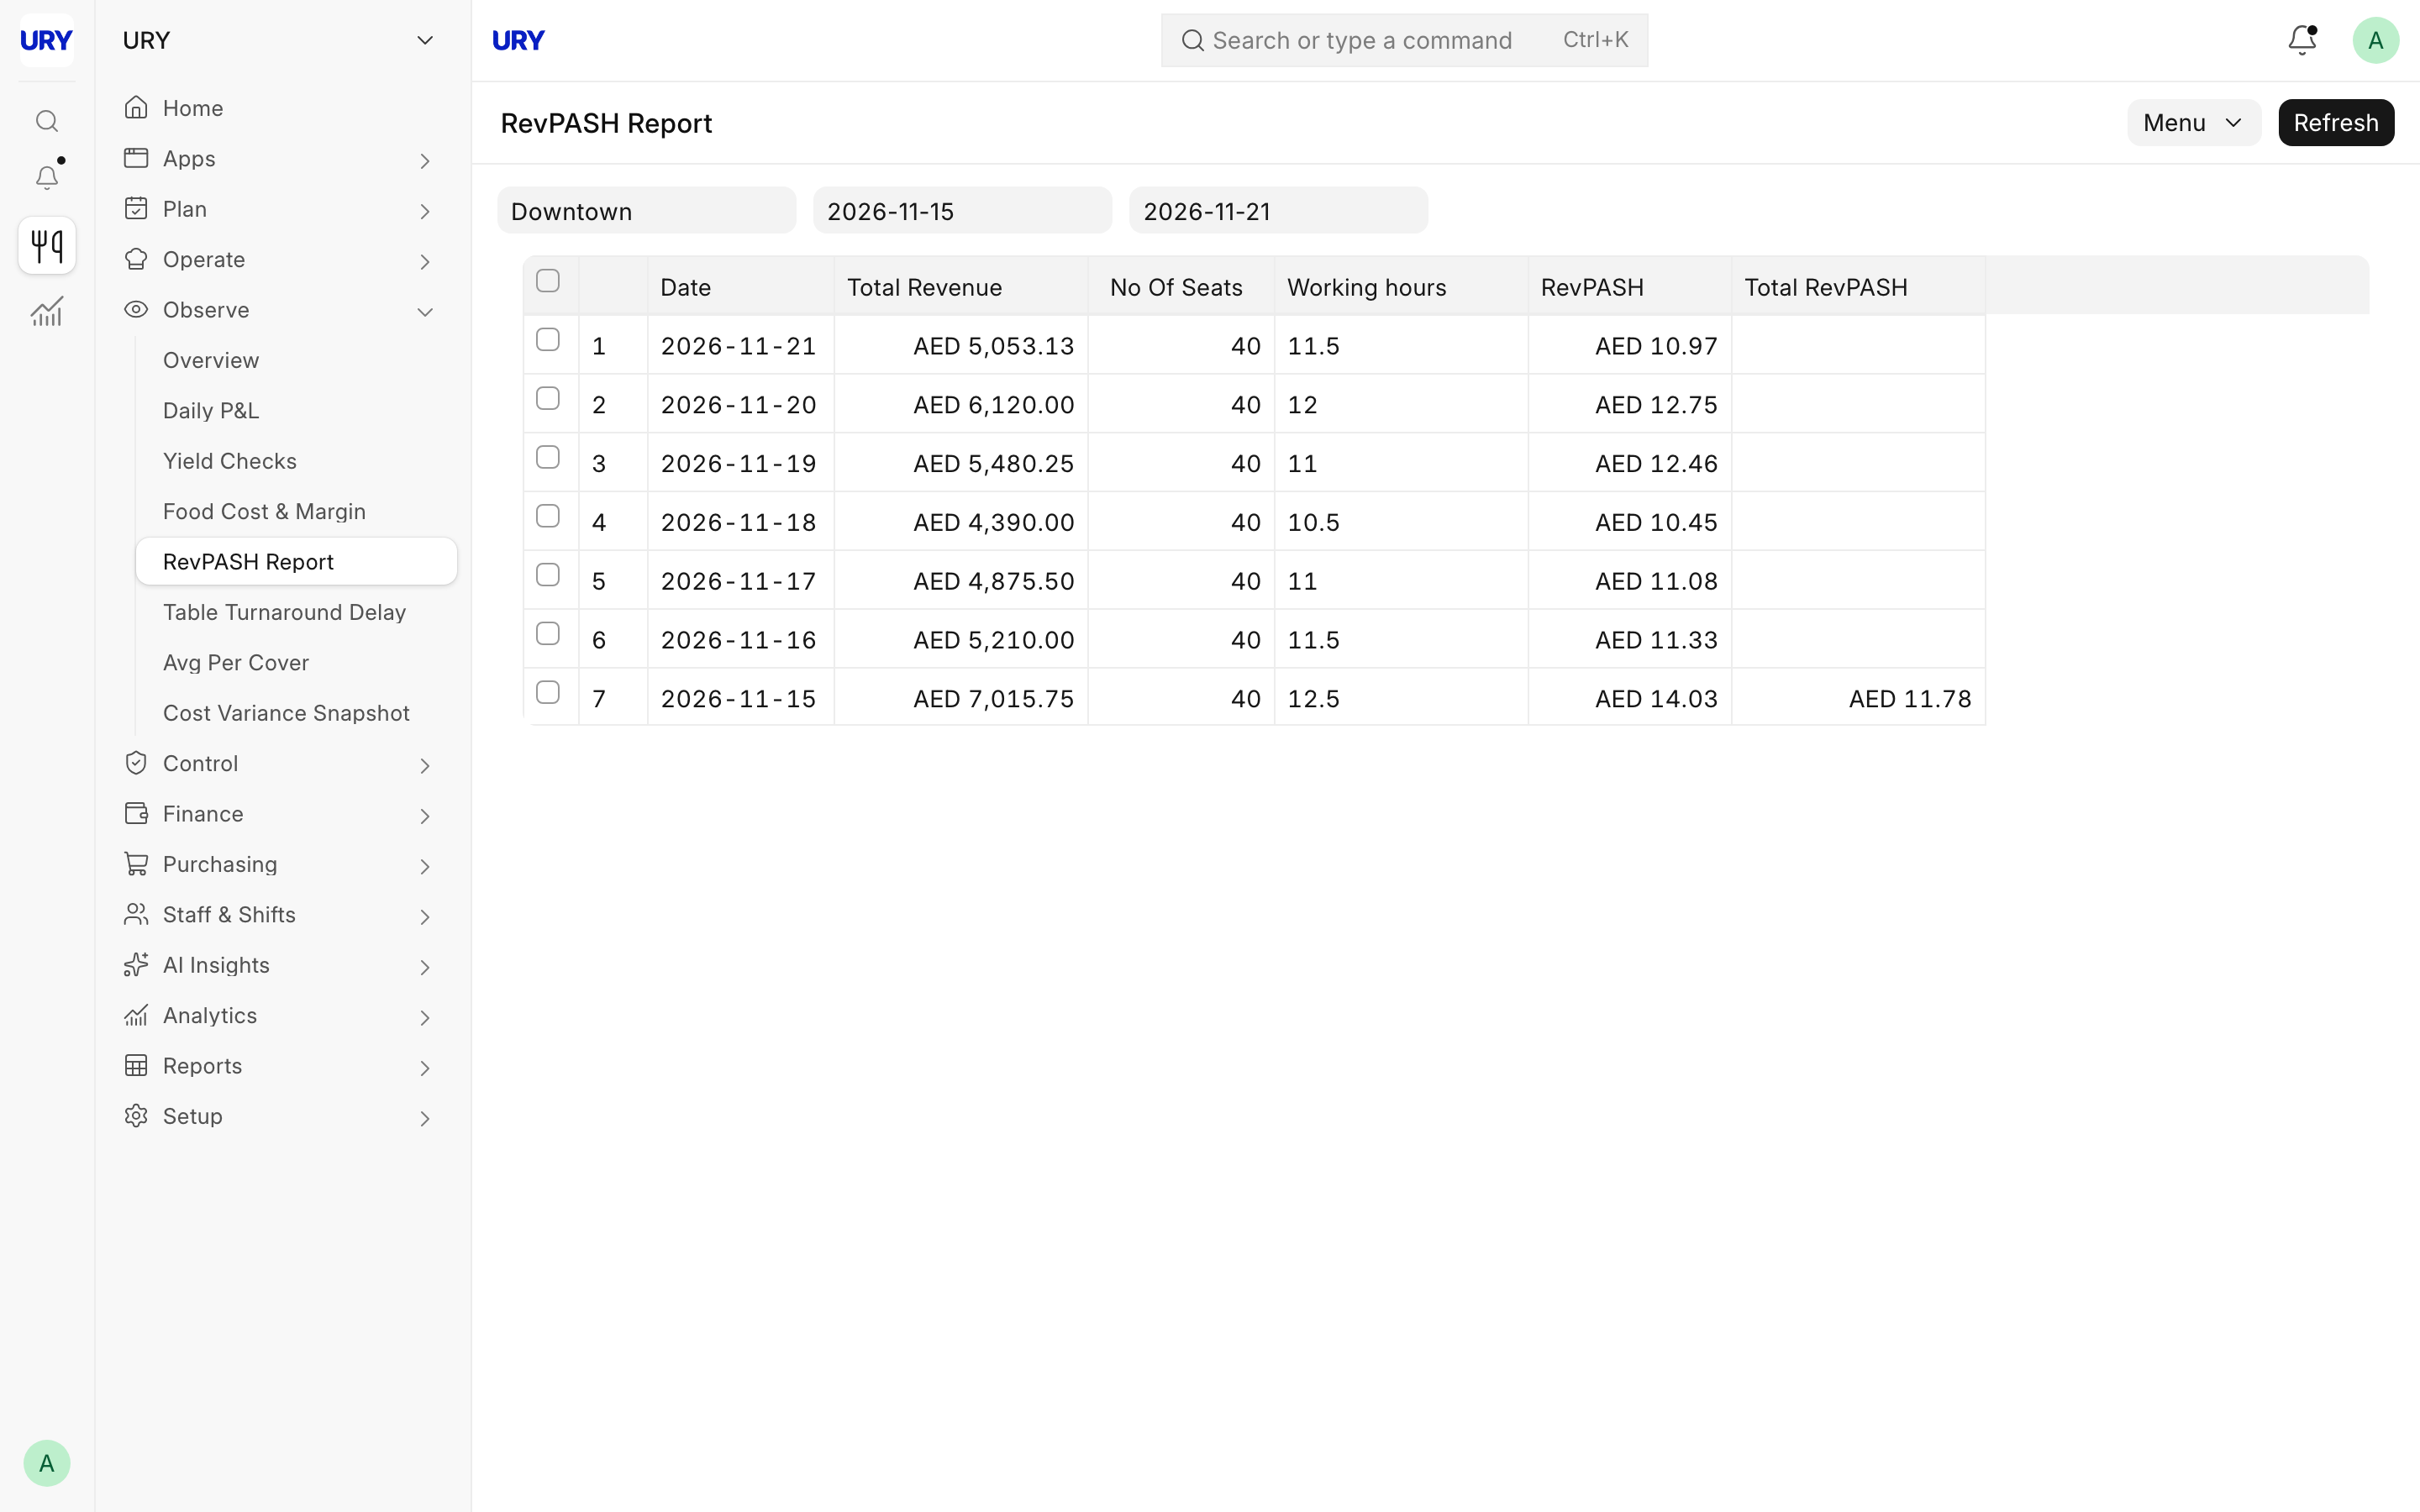 URY
URY
URY
Search or type a command Ctrl+K
A
Home
Apps
Plan
Operate
Observe
Overview
Daily P&L
Yield Checks
Food Cost & Margin
RevPASH Report
Table Turnaround Delay
Avg Per Cover
Cost Variance Snapshot
Control
Finance
Purchasing
Staff & Shifts
AI Insights
Analytics
Reports
Setup
A
RevPASH Report
Menu
Refresh
Downtown 2026-11-15 2026-11-21
Date Total Revenue No Of Seats Working hours RevPASH Total RevPASH
1 2026-11-21 AED 5,053.13 40 11.5 AED 10.97
2 2026-11-20 AED 6,120.00 40 12 AED 12.75
3 2026-11-19 AED 5,480.25 40 11 AED 12.46
4 2026-11-18 AED 4,390.00 40 10.5 AED 10.45
5 2026-11-17 AED 4,875.50 40 11 AED 11.08
6 2026-11-16 AED 5,210.00 40 11.5 AED 11.33
7 2026-11-15 AED 7,015.75 40 12.5 AED 14.03 AED 11.78